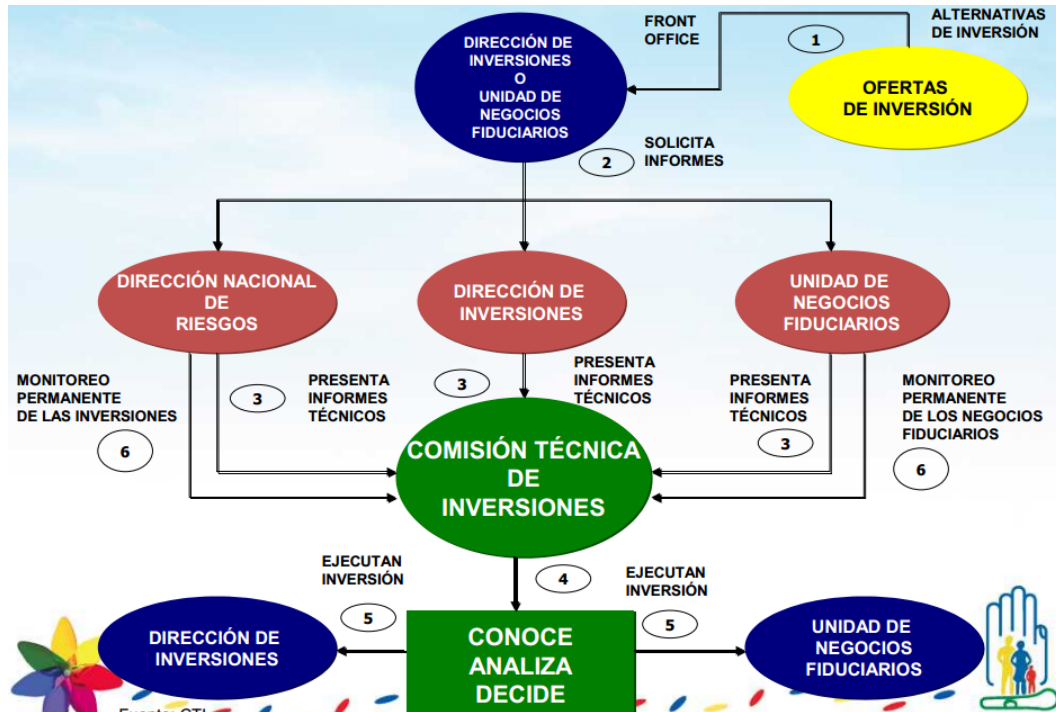 FRONT
OFFICE
ALTERNATIVAS
DE INVERSIÓN
1
DIRECCIÓN DE
INVERSIONES
O
UNIDAD DE
NEGOCIOS
FIDUCIARIOS
OFERTAS
DE INVERSIÓN
2
SOLICITA
INFORMES
DIRECCIÓN NACIONAL
DE
RIESGOS
DIRECCIÓN DE
INVERSIONES
UNIDAD DE
NEGOCIOS
FIDUCIARIOS
MONITOREO
PERMANENTE
DE LAS INVERSIONES
6
3
PRESENTA
INFORMES
TÉCNICOS
3
PRESENTA
INFORMES
TÉCNICOS
PRESENTA
INFORMES
TÉCNICOS
3
MONITOREO
PERMANENTE
DE LOS NEGOCIOS
FIDUCIARIOS
6
COMISIÓN TÉCNICA
DE
INVERSIONES
EJECUTAN
INVERSIÓN
5
4
EJECUTAN
INVERSIÓN
5
DIRECCIÓN DE
INVERSIONES
CONOCE
ANALIZA
DECIDE
UNIDAD DE
NEGOCIOS
FIDUCIARIOS